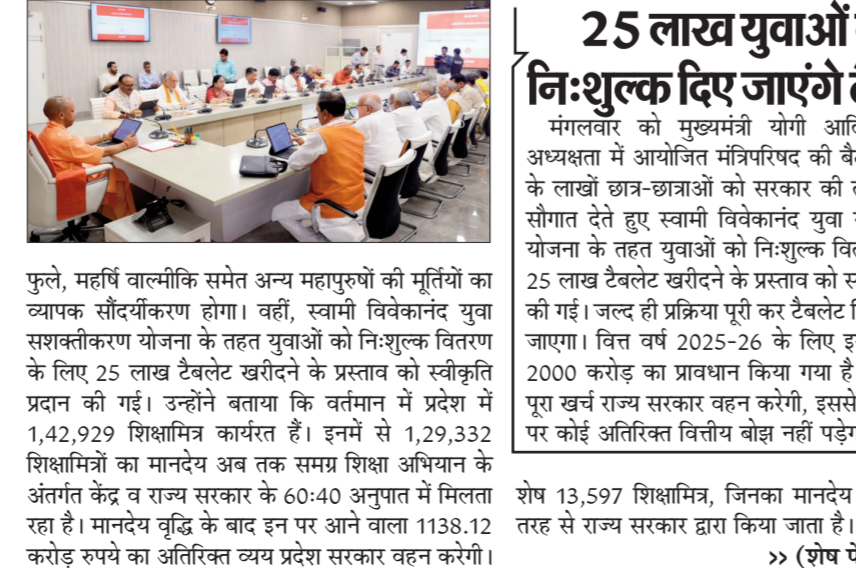 फुले, महर्षि वाल्मीकि समेत अन्य महापुरुषों की मूर्तियों का
व्यापक सौंदर्यीकरण होगा। वहीं, स्वामी विवेकानंद युवा
सशक्तीकरण योजना के तहत युवाओं को निःशुल्क वितरण
के लिए 25 लाख टैबलेट खरीदने के प्रस्ताव को स्वीकृति
प्रदान की गई। उन्होंने बताया कि वर्तमान में प्रदेश में
1,42,929 शिक्षामित्र कार्यरत हैं। इनमें से 1,29,332
शिक्षामित्रों का मानदेय अब तक समग्र शिक्षा अभियान के
अंतर्गत केंद्र व राज्य सरकार के 60:40 अनुपात में मिलता
रहा है। मानदेय वृद्धि के बाद इन पर आने वाला 1138.12
करोड़ रुपये का अतिरिक्त व्यय प्रदेश सरकार वहन करेगी।
25 लाख युवाओं
निःशुल्क दिए जाएंगे
मंगलवार को मुख्यमंत्री योगी
अध्यक्षता में आयोजित मंत्रिपरिषद की
के लाखों छात्र-छात्राओं को सरकार की
सौगात देते हुए स्वामी विवेकानंद युवा
योजना के तहत युवाओं को निःशुल्क
25 लाख टैबलेट खरीदने के प्रस्ताव को
की गई। जल्द ही प्रक्रिया पूरी कर टैबलेट
जाएगा। वित्त वर्ष 2025-26 के लिए
2000 करोड़ का प्रावधान किया गया है
पूरा खर्च राज्य सरकार वहन करेगी, इससे
पर कोई अतिरिक्त वित्तीय बोझ नहीं
शेष 13,597 शिक्षामित्र, जिनका मानदेय
तरह से राज्य सरकार द्वारा किया जाता है।
>> (शेष